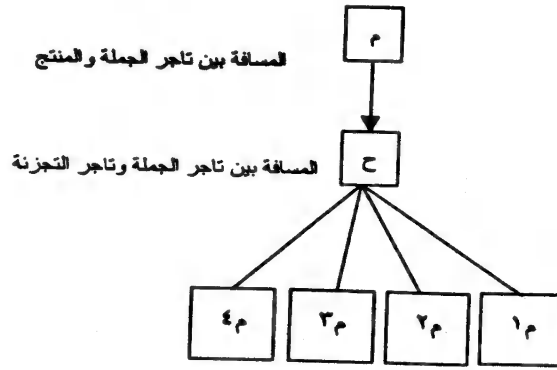 م
المسافة بين تاجر الجملة والمنتج
ح
المسافة بين تاجر الجملة وتاجر التجزئة
م١ م٢ م٣ م٤